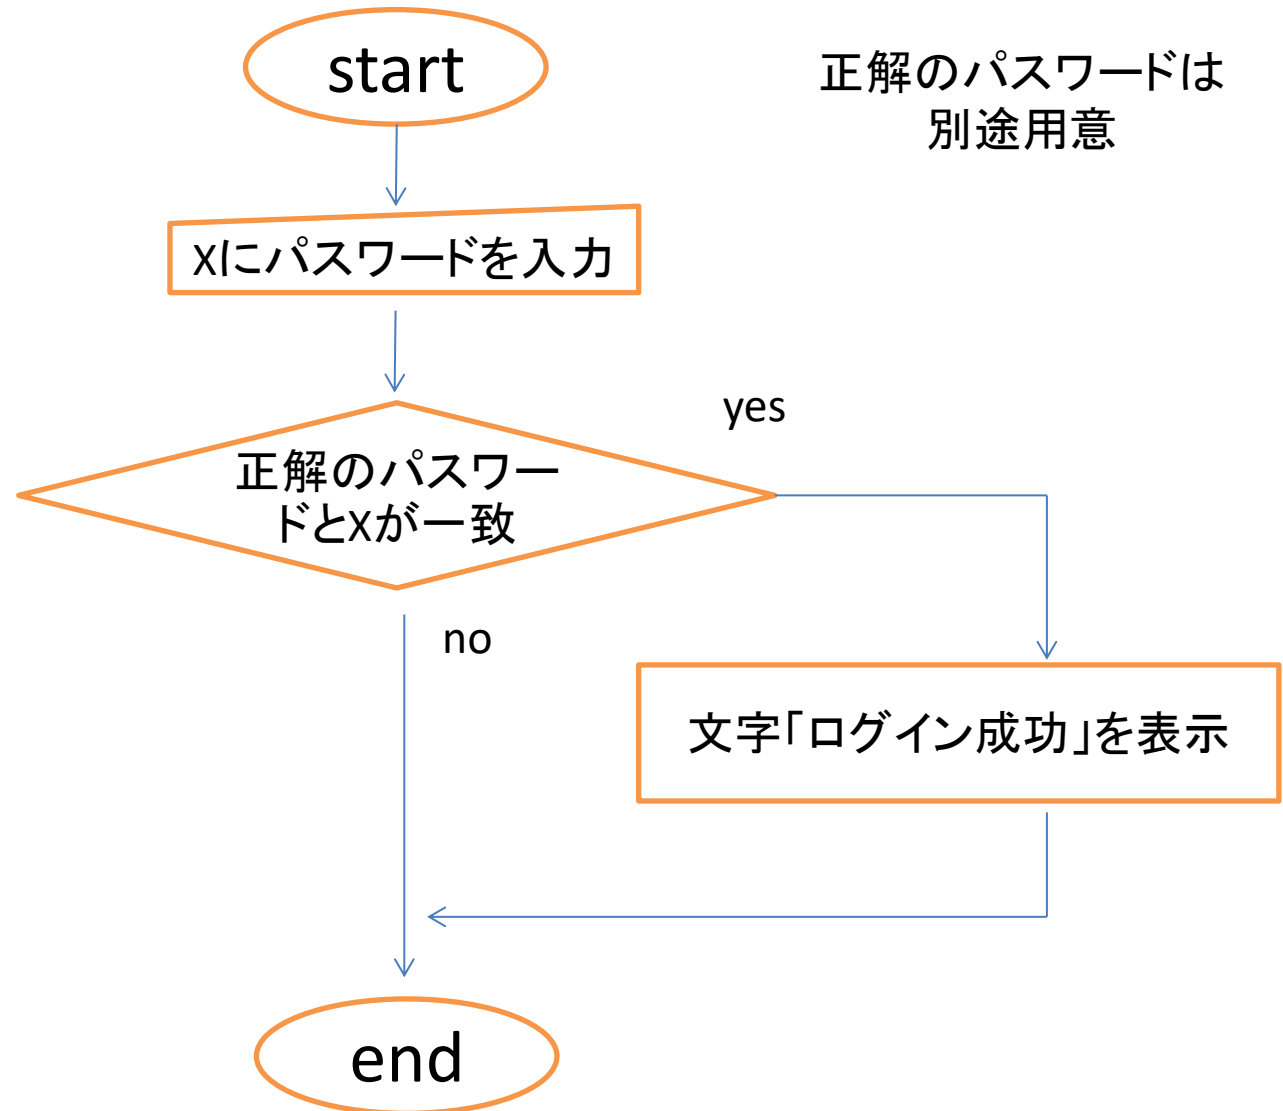 start
正解のパスワードは
別途用意
Xにパスワードを入力
yes
正解のパスワー
ドとXが一致
no
文字「ログイン成功」を表示
end